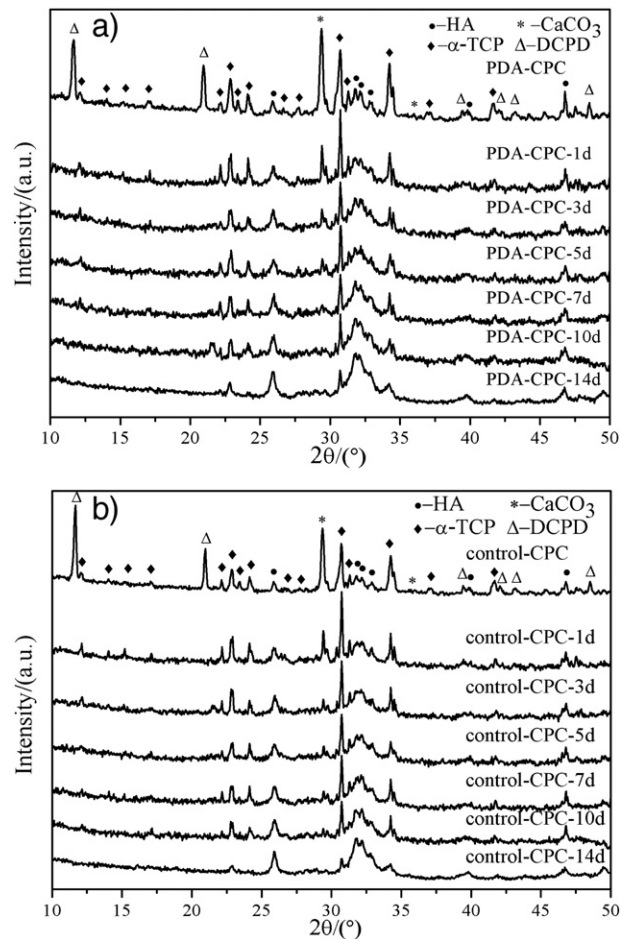 a)
●–HA *–CaCO₃
♦–α-TCP Δ–DCPD
PDA-CPC
PDA-CPC-1d
PDA-CPC-3d
PDA-CPC-5d
PDA-CPC-7d
PDA-CPC-10d
PDA-CPC-14d
Intensity/(a.u.)
10 15 20 25 30 35 40 45 50
2θ/(°)
b)
●–HA *–CaCO₃
♦–α-TCP Δ–DCPD
control-CPC
control-CPC-1d
control-CPC-3d
control-CPC-5d
control-CPC-7d
control-CPC-10d
control-CPC-14d
Intensity/(a.u.)
10 15 20 25 30 35 40 45 50
2θ/(°)